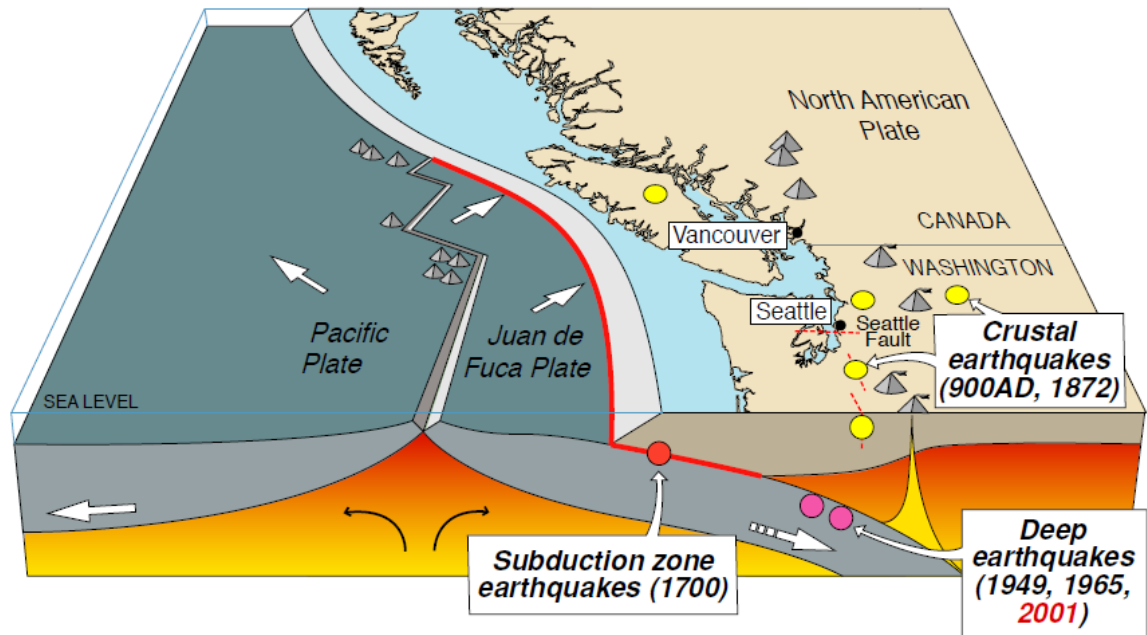 North American
Plate
CANADA
Vancouver
WASHINGTON
Seattle
Seattle
Fault
Crustal
earthquakes
(900AD, 1872)
Pacific
Plate
Juan de
Fuca Plate
SEA LEVEL
Subduction zone
earthquakes (1700)
Deep
earthquakes
(1949, 1965,
2001)